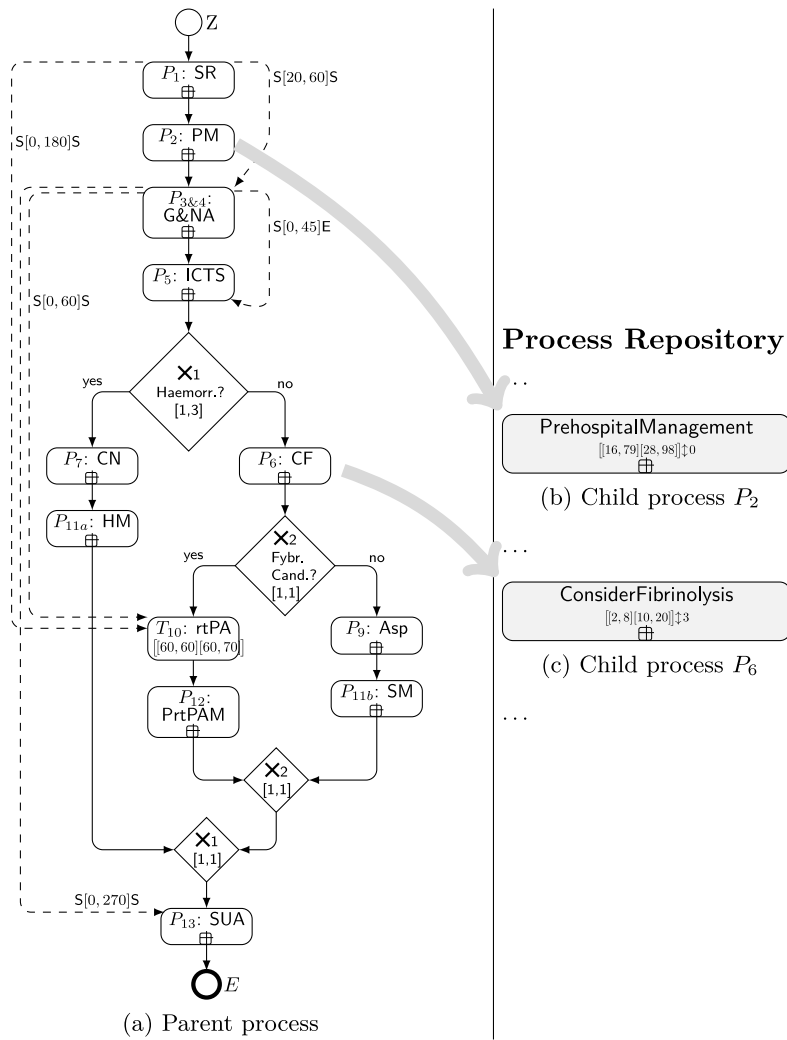 Z
P1: SR
S[20, 60]S
P2: PM
S[0, 180]S
P3&4:
G&NA
S[0, 45]E
P5: ICTS
S[0, 60]S
Process Repository
...
✕1
Haemorr.?
[1,3]
yes
no
PrehospitalManagement
[[16, 79][28, 98]]↕0
P7: CN
P6: CF
(b) Child process P2
P11a: HM
✕2
Fybr.
Cand.?
[1,1]
yes
no
...
ConsiderFibrinolysis
[[2, 8][10, 20]]↕3
T10: rtPA
[[60, 60][60, 70]]
P9: Asp
(c) Child process P6
P12:
PrtPAM
P11b: SM
...
✕2
[1,1]
✕1
[1,1]
S[0, 270]S
P13: SUA
E
(a) Parent process